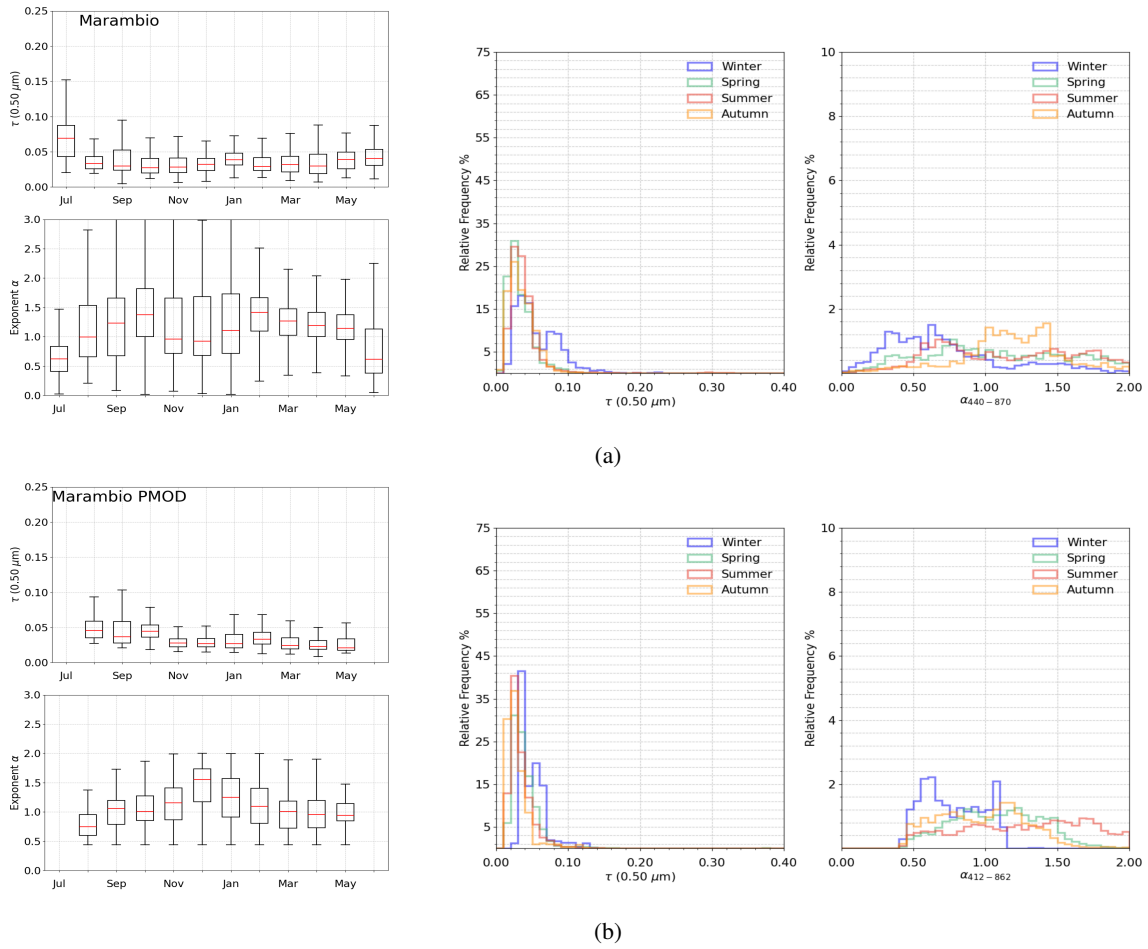 Marambio
0.25
0.20
0.15
0.10
0.05
0.00
τ (0.50 μm)
Jul Sep Nov Jan Mar May
3.0
2.5
2.0
1.5
1.0
0.5
0.0
Exponent α
Jul Sep Nov Jan Mar May
75
65
55
45
35
25
15
5
Relative Frequency %
Winter
Spring
Summer
Autumn
0.00 0.10 0.20 0.30 0.40
τ (0.50 μm)
10
8
6
4
2
0
Relative Frequency %
Winter
Spring
Summer
Autumn
0.00 0.50 1.00 1.50 2.00
α440−870
(a)
Marambio PMOD
0.25
0.20
0.15
0.10
0.05
0.00
τ (0.50 μm)
Jul Sep Nov Jan Mar May
3.0
2.5
2.0
1.5
1.0
0.5
0.0
Exponent α
Jul Sep Nov Jan Mar May
75
65
55
45
35
25
15
5
Relative Frequency %
Winter
Spring
Summer
Autumn
0.00 0.10 0.20 0.30 0.40
τ (0.50 μm)
10
8
6
4
2
0
Relative Frequency %
Winter
Spring
Summer
Autumn
0.00 0.50 1.00 1.50 2.00
α412−862
(b)